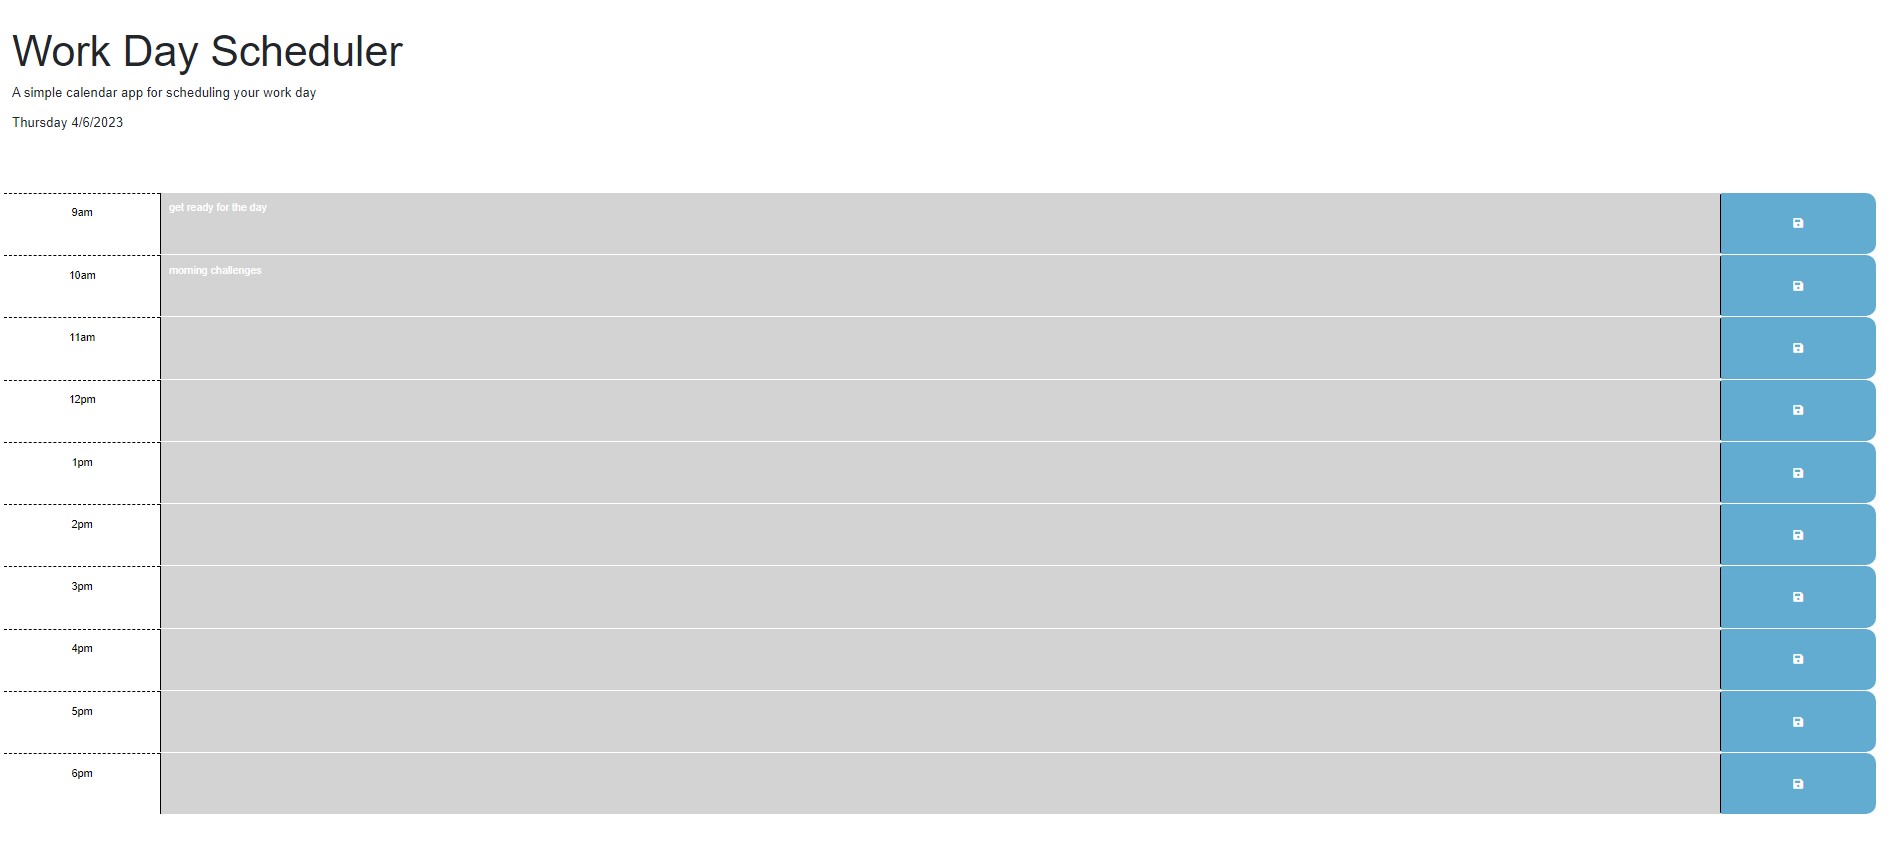 Work Day Scheduler
A simple calendar app for scheduling your work day
Thursday 4/6/2023
9am get ready for the day
10am morning challenges
11am
12pm
1pm
2pm
3pm
4pm
5pm
6pm